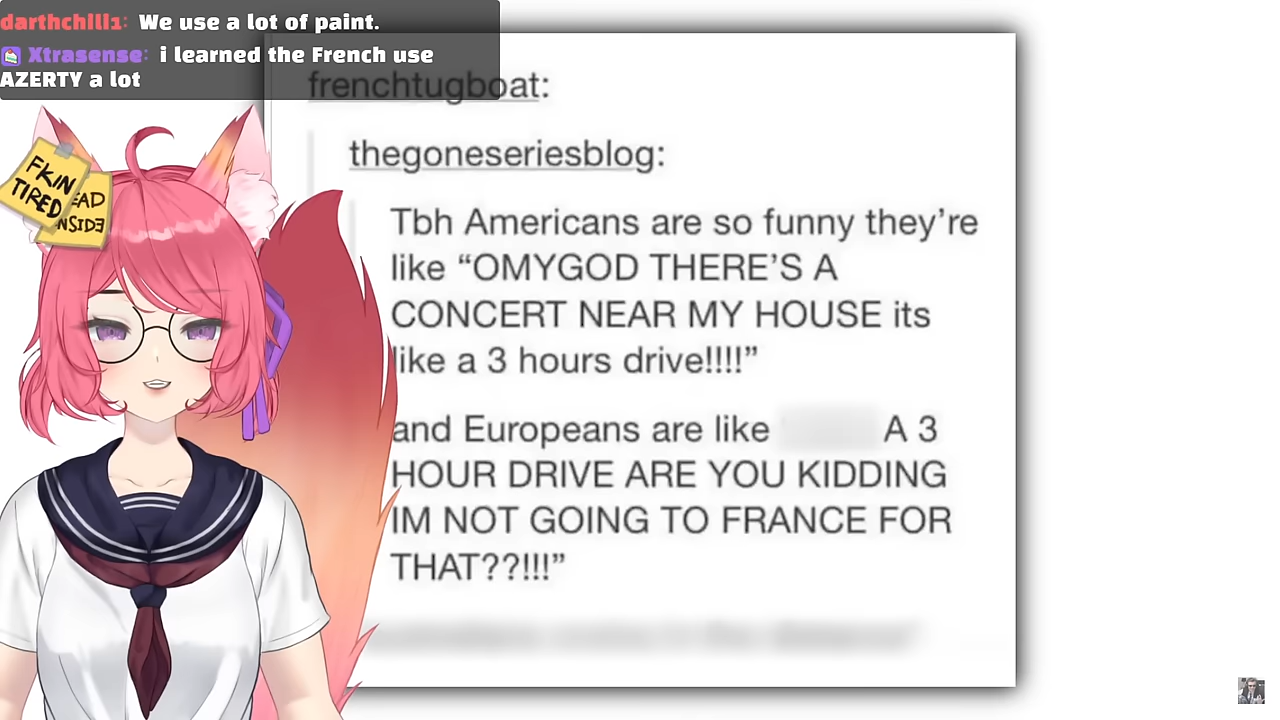 darthchill1: We use a lot of paint.
Xtrasense: i learned the French use
AZERTY a lot
FKIN
TIRED
frenchtugboat:
thegoneseriesblog:
Tbh Americans are so funny they're
like "OMYGOD THERE'S A
CONCERT NEAR MY HOUSE its
like a 3 hours drive!!!!"
and Europeans are like A 3
HOUR DRIVE ARE YOU KIDDING
IM NOT GOING TO FRANCE FOR
THAT??!!!"